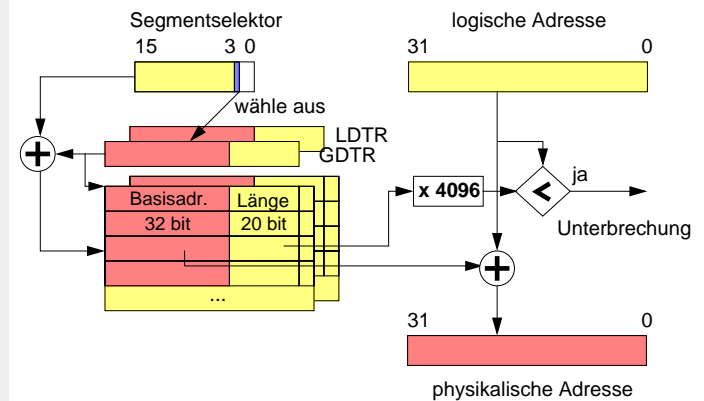 Segmentselektor
15 3 0
logische Adresse
31 0
wähle aus
LDTR
GDTR
Basisadr. Länge
32 bit 20 bit
...
x 4096
<
ja
Unterbrechung
+
+
31 0
physikalische Adresse